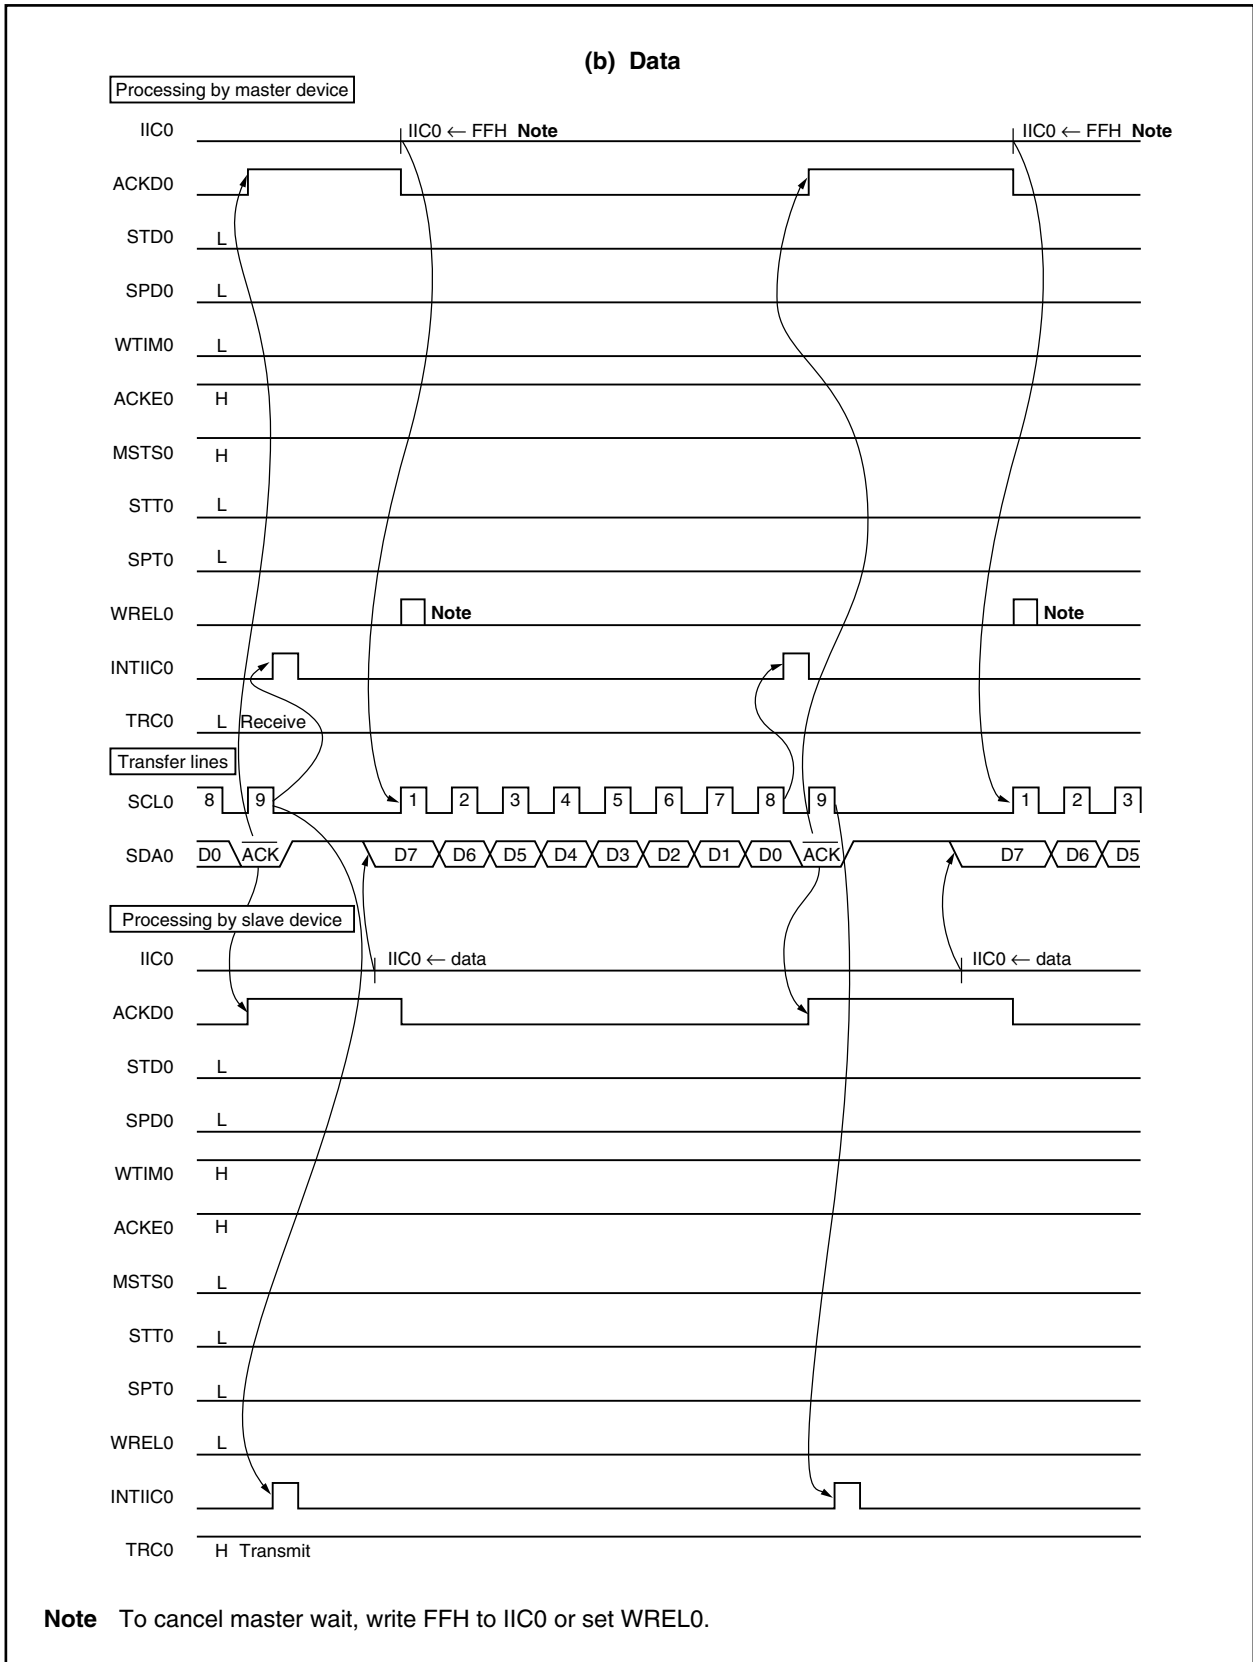 (b) Data
Processing by master device
IIC0 IIC0 ← FFH Note IIC0 ← FFH Note
ACKD0
STD0 L
SPD0 L
WTIM0 L
ACKE0 H
MSTS0 H
STT0 L
SPT0 L
WREL0 Note Note
INTIIC0
TRC0 L Receive
Transfer lines
SCL0 8 9 1 2 3 4 5 6 7 8 9 1 2 3
SDA0 D0 ACK D7 D6 D5 D4 D3 D2 D1 D0 ACK D7 D6 D5
Processing by slave device
IIC0 IIC0 ← data IIC0 ← data
ACKD0
STD0 L
SPD0 L
WTIM0 H
ACKE0 H
MSTS0 L
STT0 L
SPT0 L
WREL0 L
INTIIC0
TRC0 H Transmit
Note To cancel master wait, write FFH to IIC0 or set WREL0.